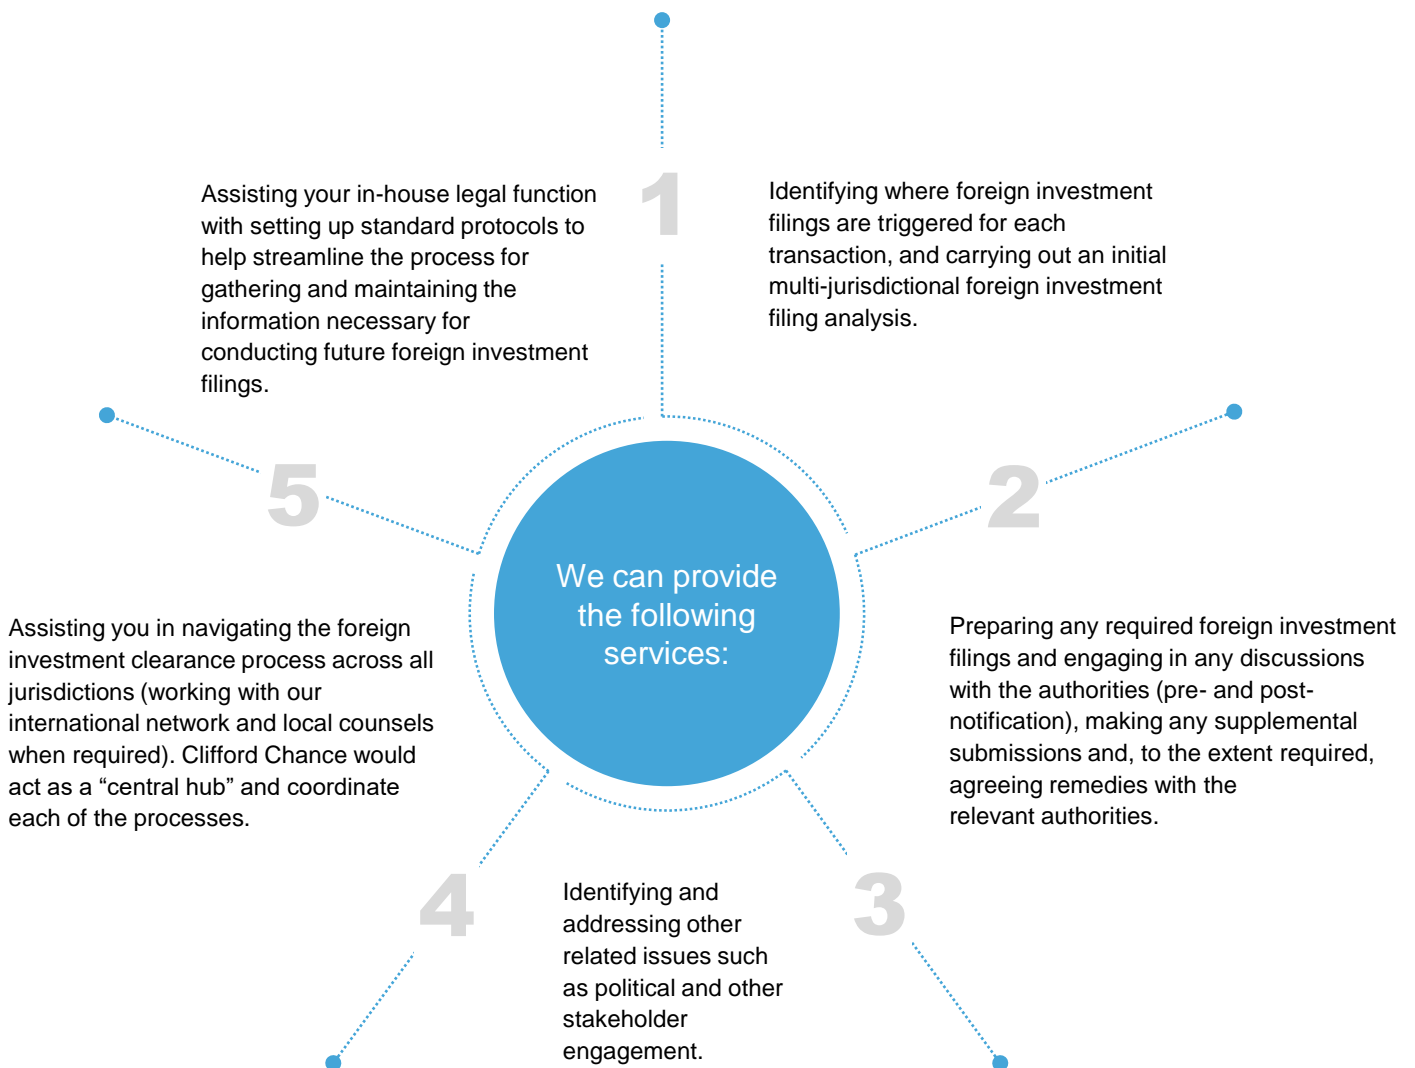 We can provide
the following
services:
1
Identifying where foreign investment
filings are triggered for each
transaction, and carrying out an initial
multi-jurisdictional foreign investment
filing analysis.
2
Preparing any required foreign investment
filings and engaging in any discussions
with the authorities (pre- and post-
notification), making any supplemental
submissions and, to the extent required,
agreeing remedies with the
relevant authorities.
3
Identifying and
addressing other
related issues such
as political and other
stakeholder
engagement.
4
Assisting you in navigating the foreign
investment clearance process across all
jurisdictions (working with our
international network and local counsels
when required). Clifford Chance would
act as a “central hub” and coordinate
each of the processes.
5
Assisting your in-house legal function
with setting up standard protocols to
help streamline the process for
gathering and maintaining the
information necessary for
conducting future foreign investment
filings.